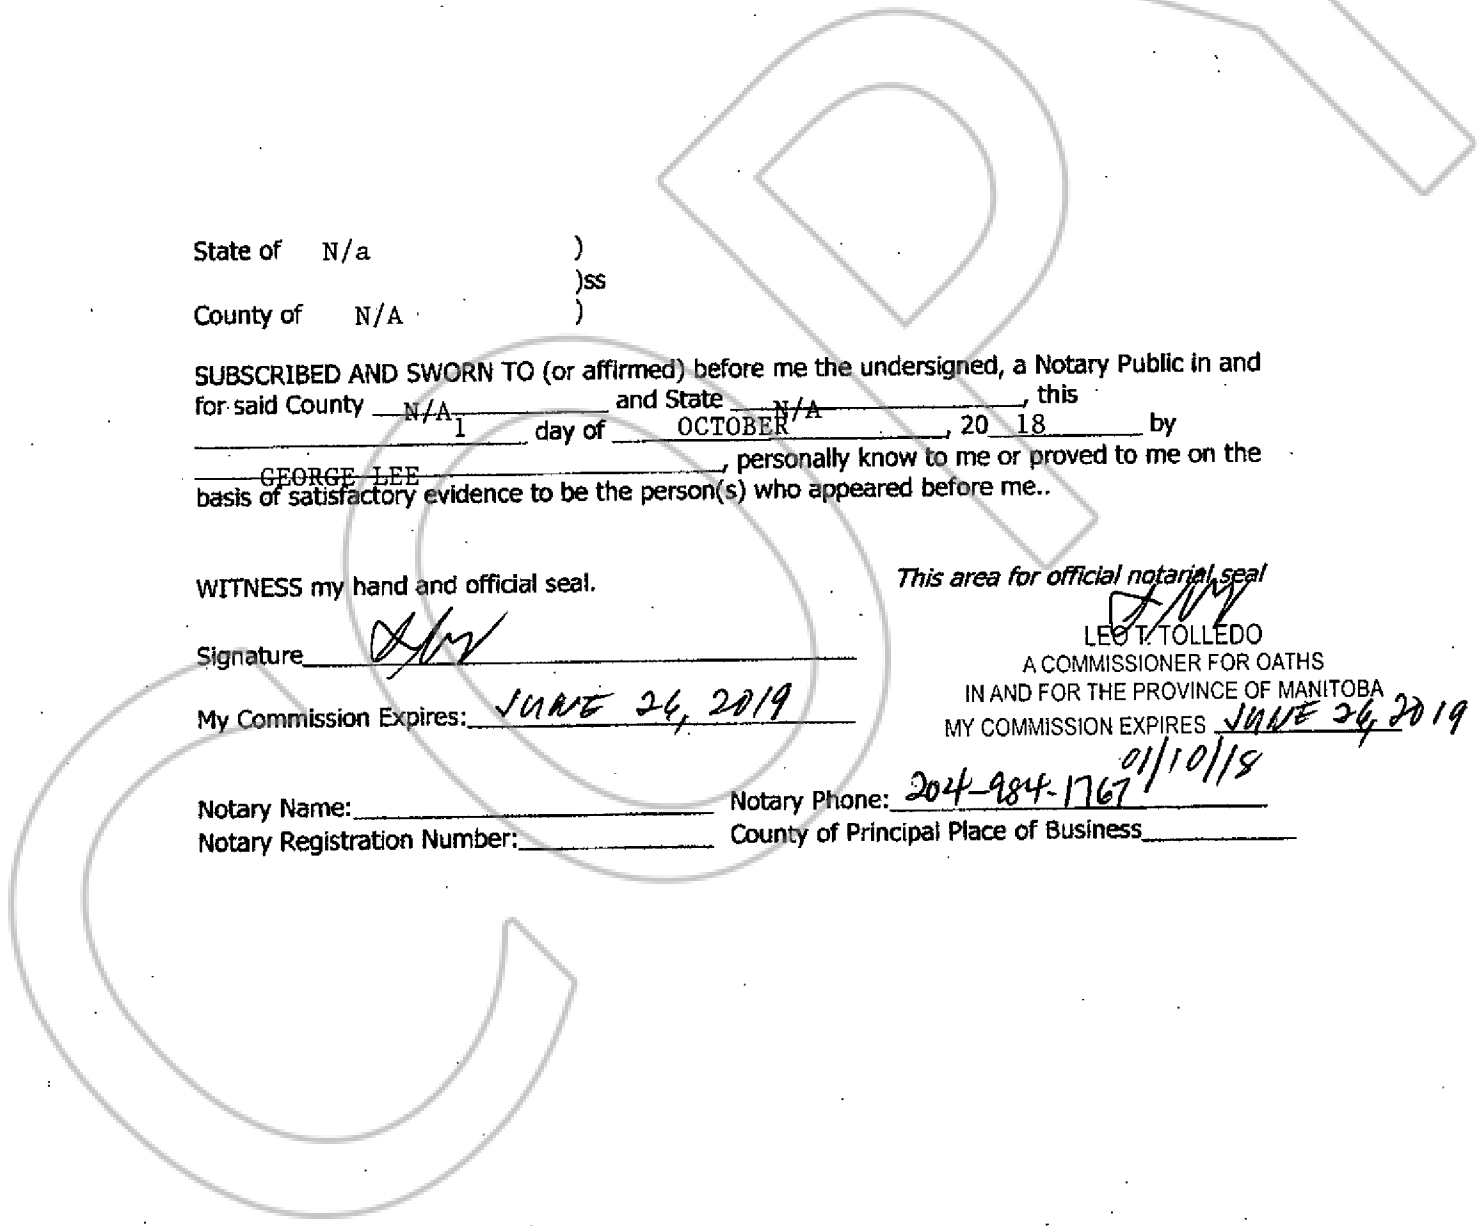 State of N/a )
)ss
County of N/A )
SUBSCRIBED AND SWORN TO (or affirmed) before me the undersigned, a Notary Public in and
for said County N/A and State N/A, this
1 day of OCTOBER, 20 18 by
GEORGE LEE, personally know to me or proved to me on the
basis of satisfactory evidence to be the person(s) who appeared before me..
WITNESS my hand and official seal.
This area for official notarial seal
Signature
LEO T. TOLLEDO
A COMMISSIONER FOR OATHS
IN AND FOR THE PROVINCE OF MANITOBA
My Commission Expires: JUNE 26, 2019
MY COMMISSION EXPIRES JUNE 26, 2019
01/10/18
Notary Name: Notary Phone: 204-984-1767
Notary Registration Number: County of Principal Place of Business
COPY